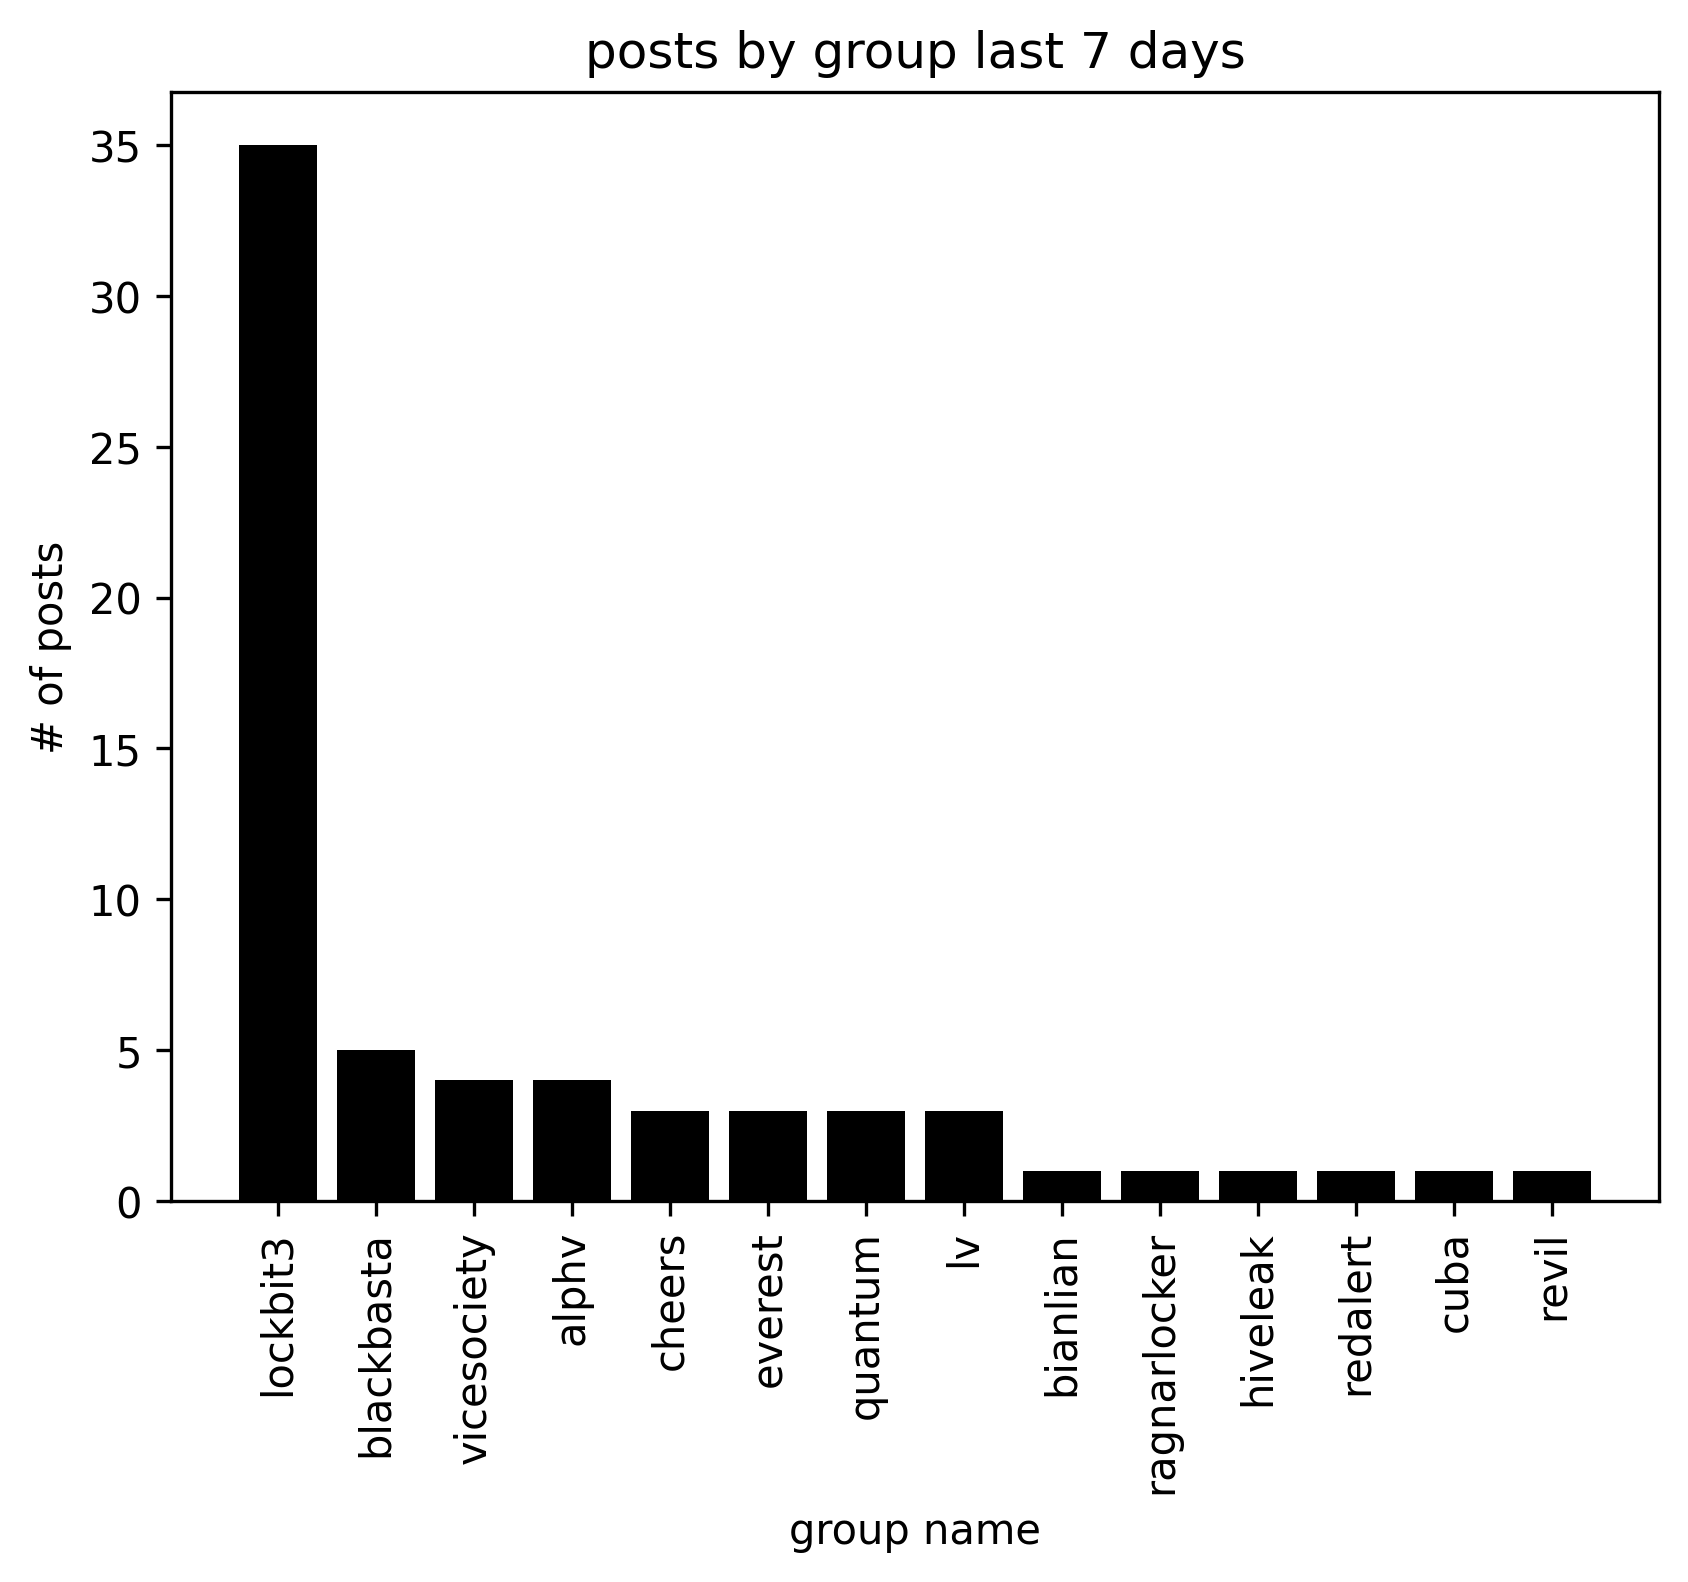 posts by group last 7 days
# of posts
35
30
25
20
15
10
5
0
lockbit3
blackbasta
vicesociety
alphv
cheers
everest
quantum
lv
bianlian
ragnarlocker
hiveleak
redalert
cuba
revil
group name